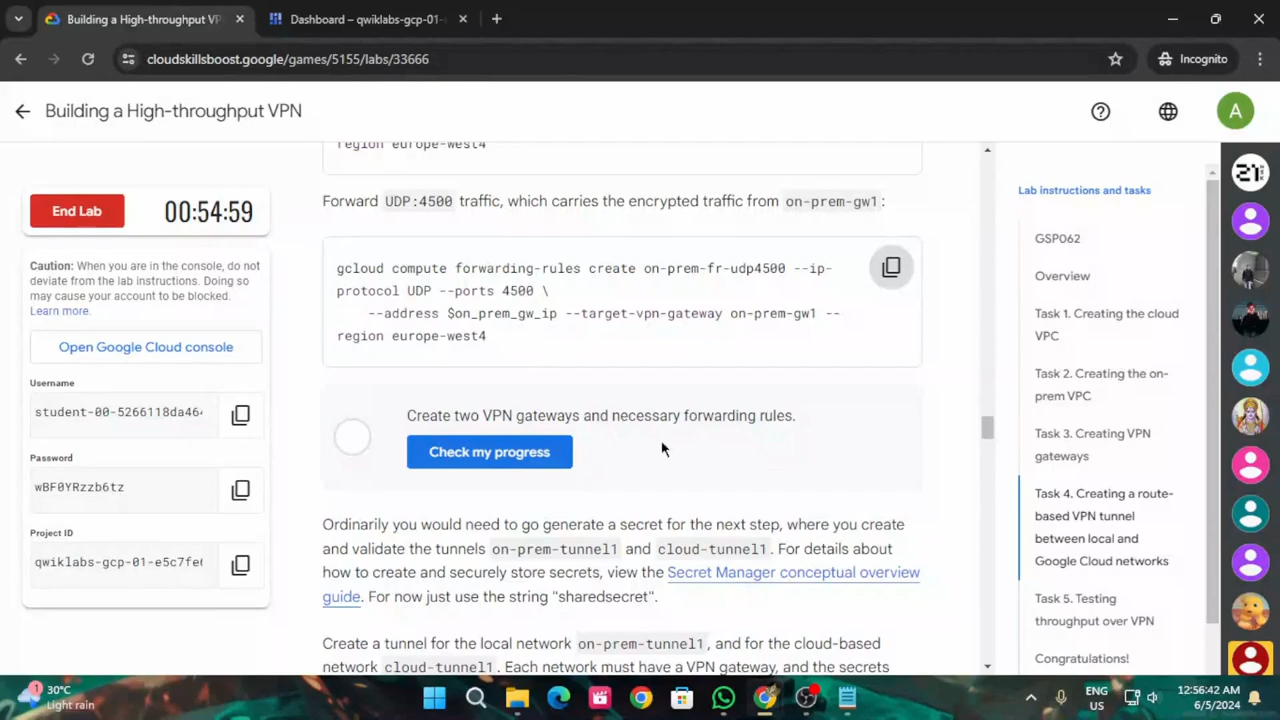 Building a High-throughput VP
Dashboard – qwiklabs-gcp-01-
cloudskillsboost.google/games/5155/labs/33666
Incognito
Building a High-throughput VPN
A
End Lab
00:54:59
Caution: When you are in the console, do not
deviate from the lab instructions. Doing so
may cause your account to be blocked.
Learn more.
Open Google Cloud console
Username
student-00-5266118da464
Password
wBF0YRzzb6tz
Project ID
qwiklabs-gcp-01-e5c7fe
region europe-west4
Forward UDP:4500 traffic, which carries the encrypted traffic from on-prem-gw1:
gcloud compute forwarding-rules create on-prem-fr-udp4500 --ip-
protocol UDP --ports 4500 \
--address $on_prem_gw_ip --target-vpn-gateway on-prem-gw1 --
region europe-west4
Create two VPN gateways and necessary forwarding rules.
Check my progress
Ordinarily you would need to go generate a secret for the next step, where you create
and validate the tunnels on-prem-tunnel1 and cloud-tunnel1. For details about
how to create and securely store secrets, view the Secret Manager conceptual overview
guide. For now just use the string "sharedsecret".
Create a tunnel for the local network on-prem-tunnel1, and for the cloud-based
network cloud-tunnel1. Each network must have a VPN gateway, and the secrets
Lab instructions and tasks
GSP062
Overview
Task 1. Creating the cloud
VPC
Task 2. Creating the on-
prem VPC
Task 3. Creating VPN
gateways
Task 4. Creating a route-
based VPN tunnel
between local and
Google Cloud networks
Task 5. Testing
throughput over VPN
Congratulations!
21
1
30°C
Light rain
ENG
US
12:56:42 AM
6/5/2024